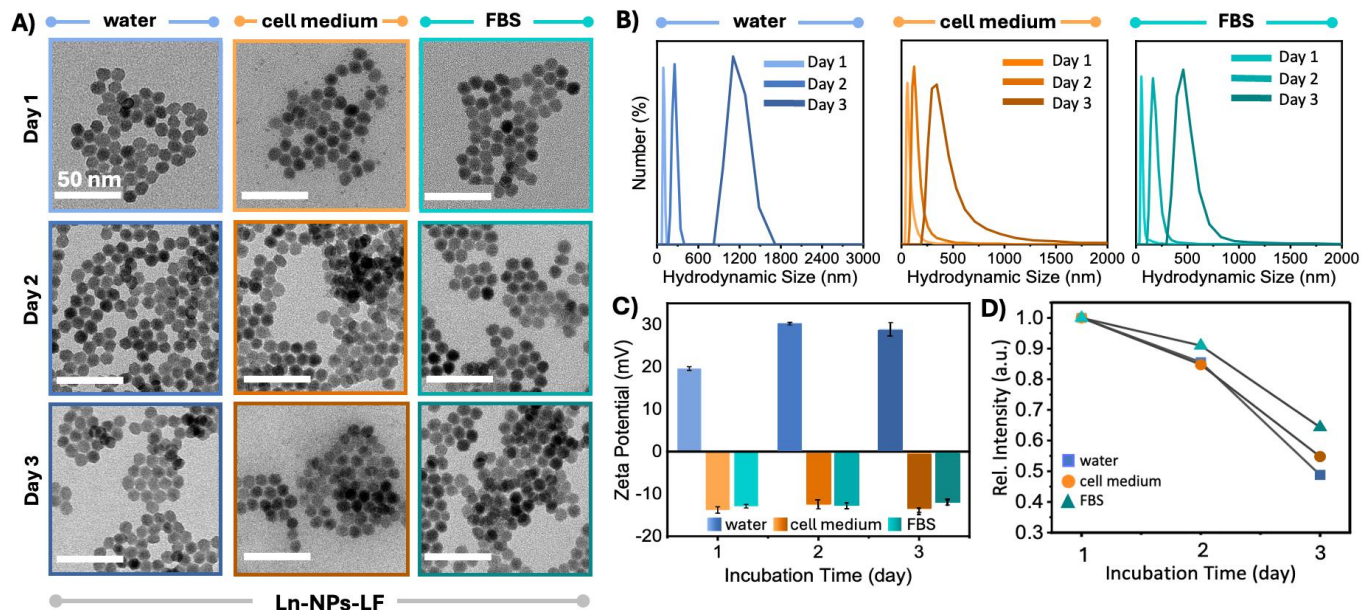 A)
water
cell medium
FBS
Day 1
50 nm
Day 2
Day 3
Ln-NPs-LF
B)
water
cell medium
FBS
Number (%)
Day 1
Day 2
Day 3
0 600 1200 1800 2400 3000
Hydrodynamic Size (nm)
Day 1
Day 2
Day 3
0 500 1000 1500 2000
Hydrodynamic Size (nm)
Day 1
Day 2
Day 3
0 500 1000 1500 2000
Hydrodynamic Size (nm)
C)
Zeta Potential (mV)
30
20
10
0
-10
-20
water cell medium FBS
1 2 3
Incubation Time (day)
D)
Rel. Intensity (a.u.)
1.0
0.9
0.8
0.7
0.6
0.5
0.4
0.3
water
cell medium
FBS
1 2 3
Incubation Time (day)